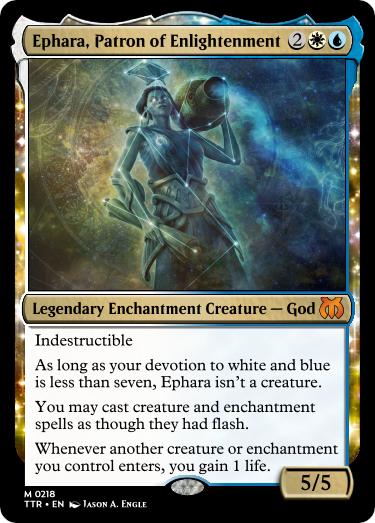 Ephara, Patron of Enlightenment 2
Legendary Enchantment Creature — God
Indestructible
As long as your devotion to white and blue
is less than seven, Ephara isn't a creature.
You may cast creature and enchantment
spells as though they had flash.
Whenever another creature or enchantment
you control enters, you gain 1 life.
5/5
M 0218
TTR • EN Jason A. Engle